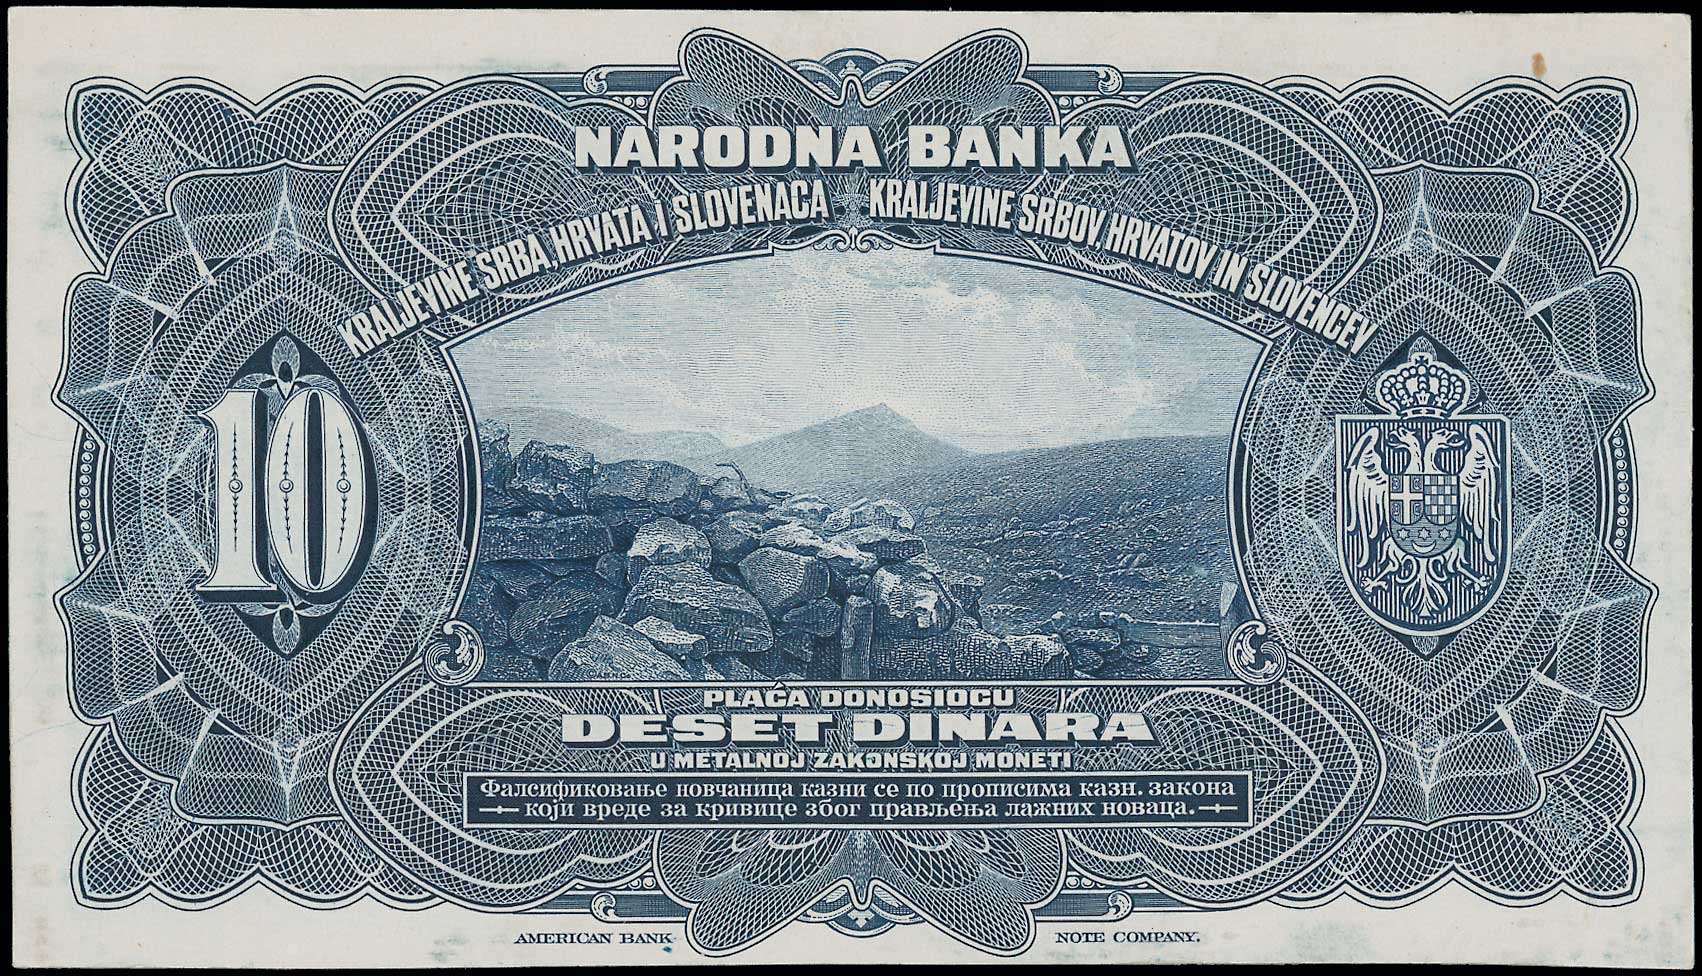 NARODNA BANKA
KRALJEVINE SRBA, HRVATA I SLOVENACA KRALJEVINE SRBOV, HRVATOV IN SLOVENCEV
10
PLAĆA DONOSIOCU
DESET DINARA
U METALNOJ ZAKONSKOJ MONETI
Фалсификовање новчаница казни се по прописима казн. закона
који вреде за кривице због прављења лажних новаца.
AMERICAN BANK NOTE COMPANY.